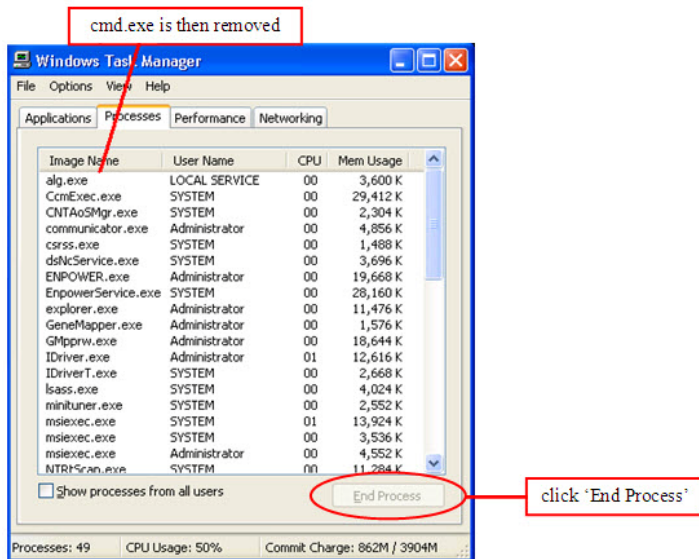 cmd.exe is then removed
Windows Task Manager
File Options View Help
Applications Processes Performance Networking
Image Name User Name CPU Mem Usage
alg.exe LOCAL SERVICE 00 3,600 K
CcmExec.exe SYSTEM 00 29,412 K
CNTAoSMgr.exe SYSTEM 00 2,304 K
communicator.exe Administrator 00 4,856 K
csrss.exe SYSTEM 00 1,488 K
dsNcService.exe SYSTEM 00 3,696 K
ENPOWER.exe Administrator 00 19,668 K
EnpowerService.exe SYSTEM 00 28,160 K
explorer.exe Administrator 00 11,476 K
GeneMapper.exe Administrator 00 1,576 K
GMpprw.exe Administrator 00 18,644 K
IDriver.exe Administrator 01 12,616 K
IDriverT.exe SYSTEM 00 2,668 K
lsass.exe SYSTEM 00 4,024 K
minituner.exe SYSTEM 00 2,552 K
msiexec.exe SYSTEM 01 13,924 K
msiexec.exe SYSTEM 00 3,536 K
msiexec.exe Administrator 00 4,552 K
NTRtScan.exe SYSTEM 00 11,284 K
Show processes from all users
End Process
click ‘End Process’
Processes: 49 CPU Usage: 50% Commit Charge: 862M / 3904M